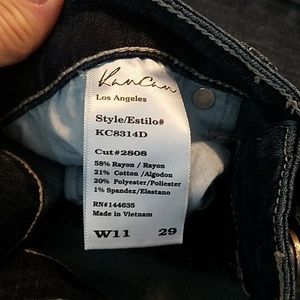 KanCan
Los Angeles
Style/Estilo#
KC8314D
Cut#2808
58% Rayon / Rayon
21% Cotton /Algodon
20% Polyester/Poliester
1% Spandex/Elastano
RN#144635
Made in Vietnam
W11 29